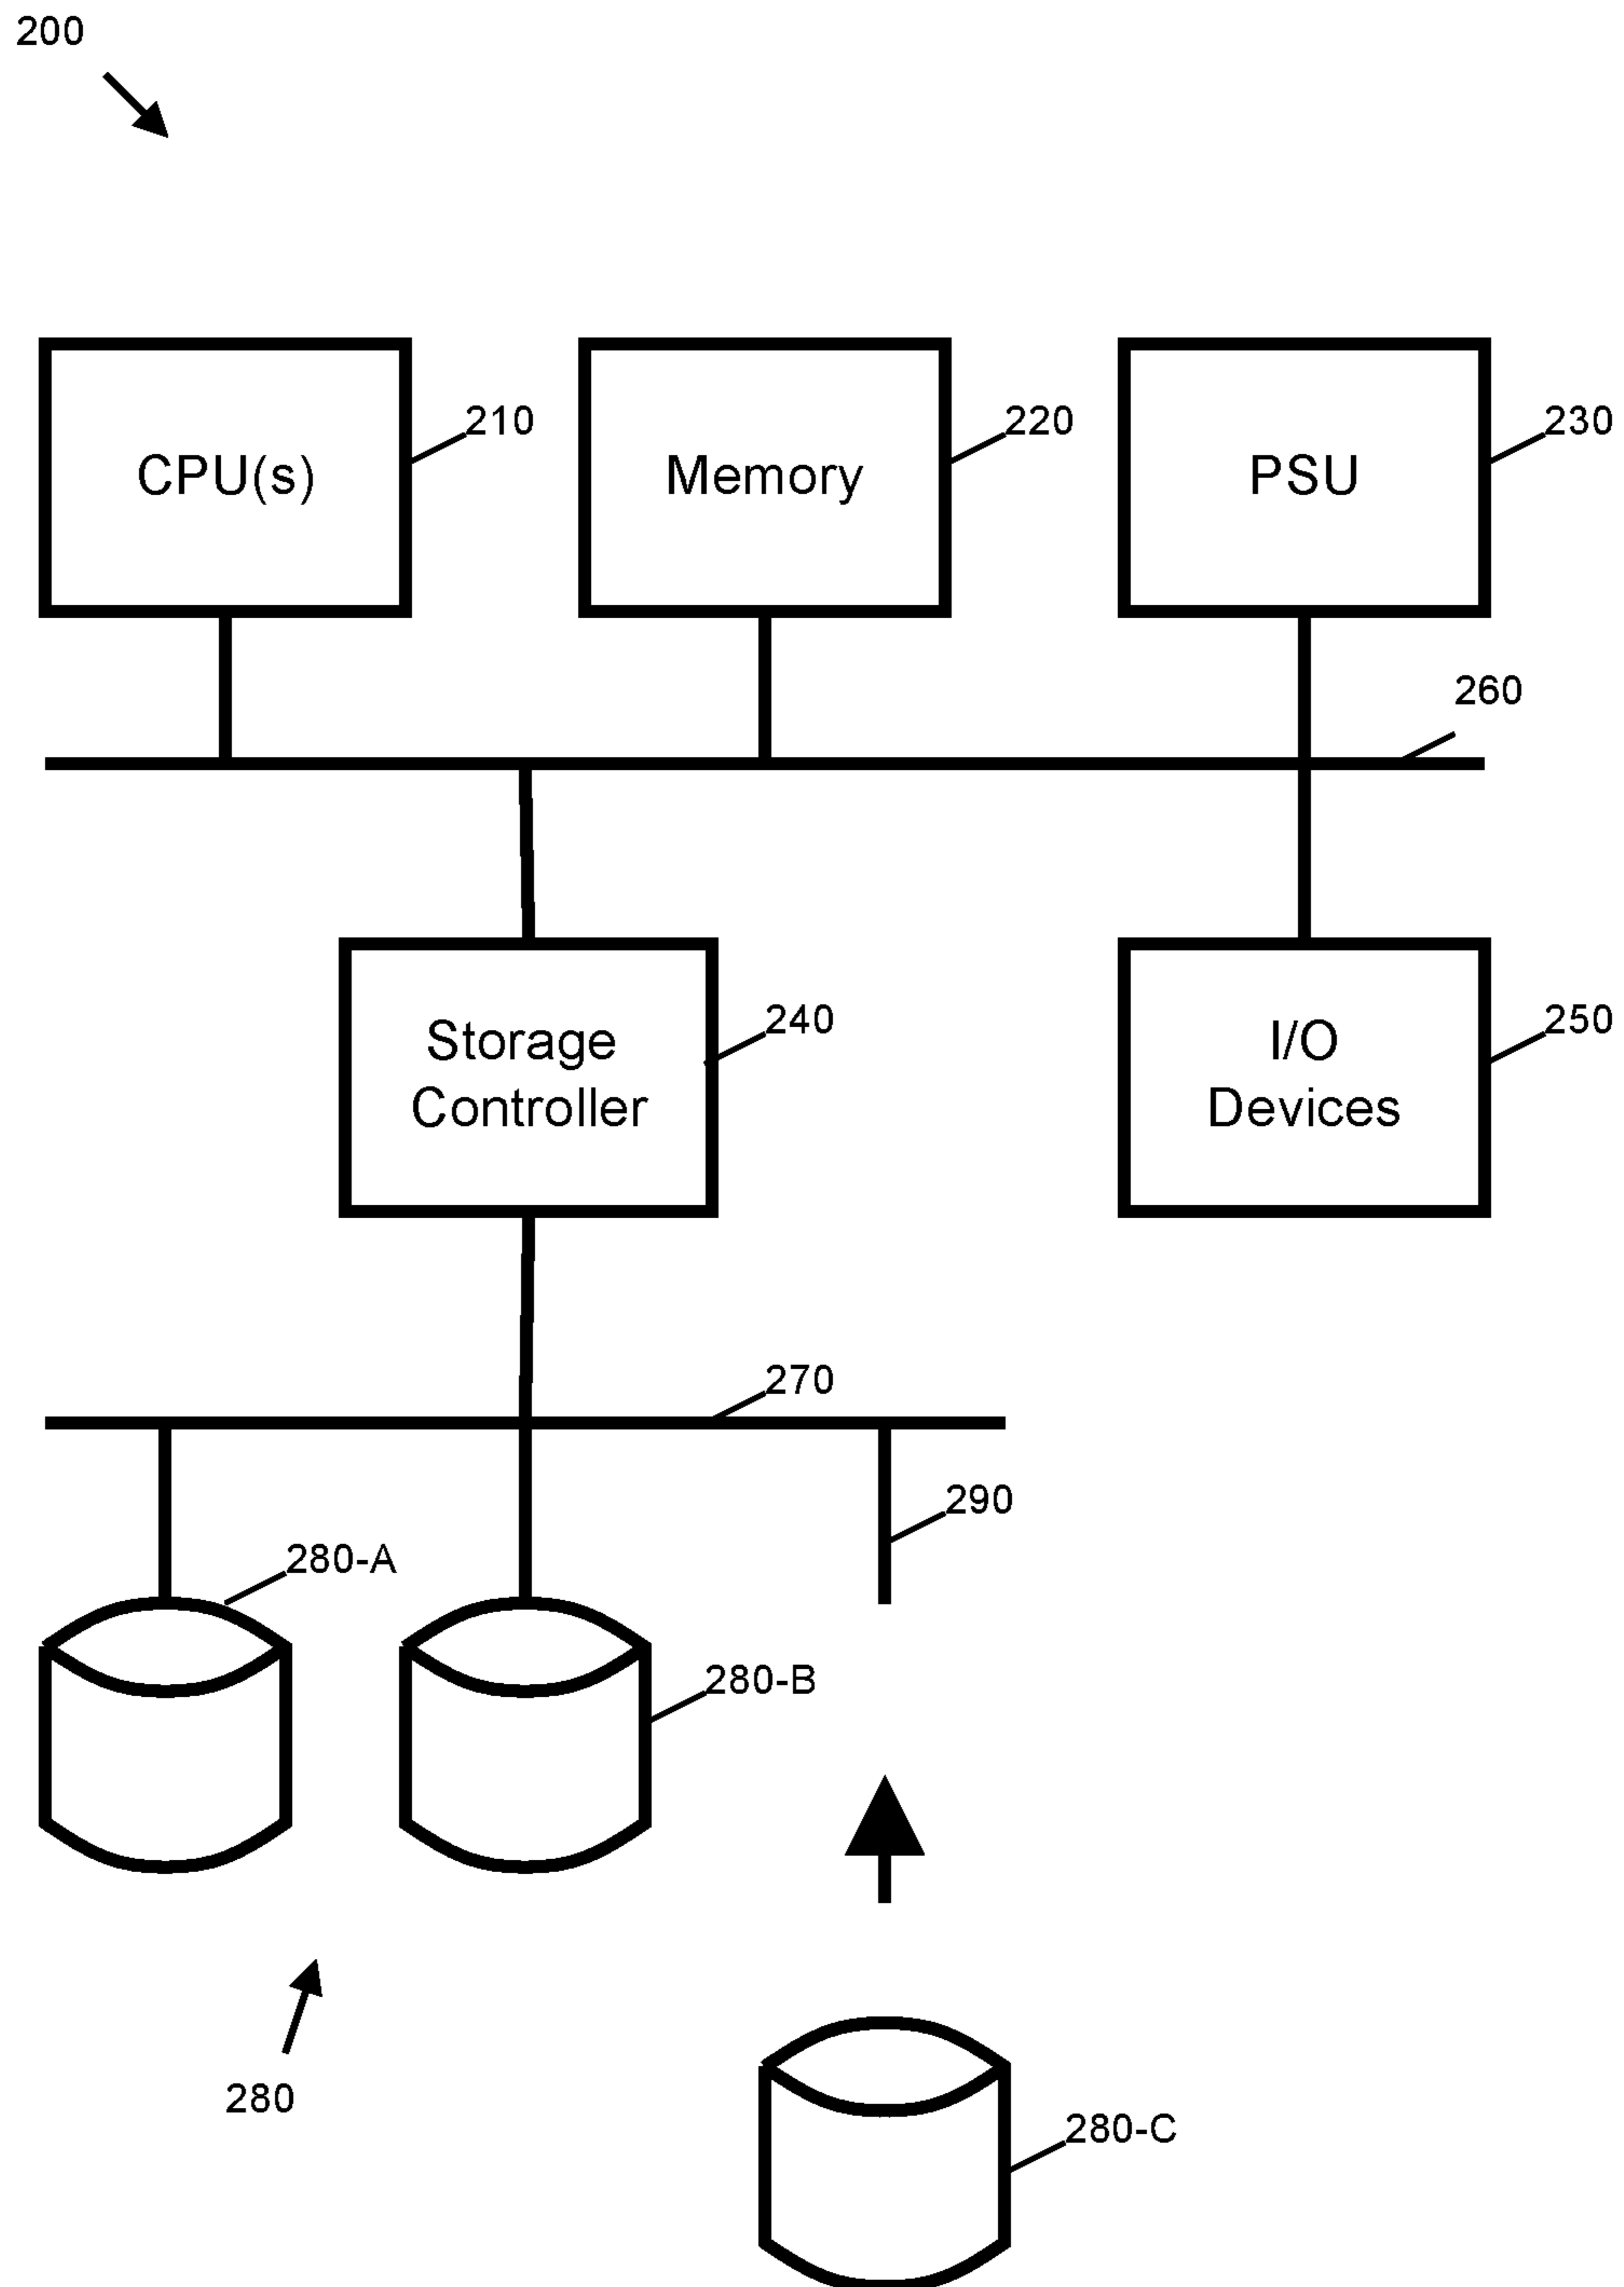 200
210
220
230
CPU(s)
Memory
PSU
260
240
250
Storage
Controller
I/O
Devices
270
290
280-A
280-B
280
280-C